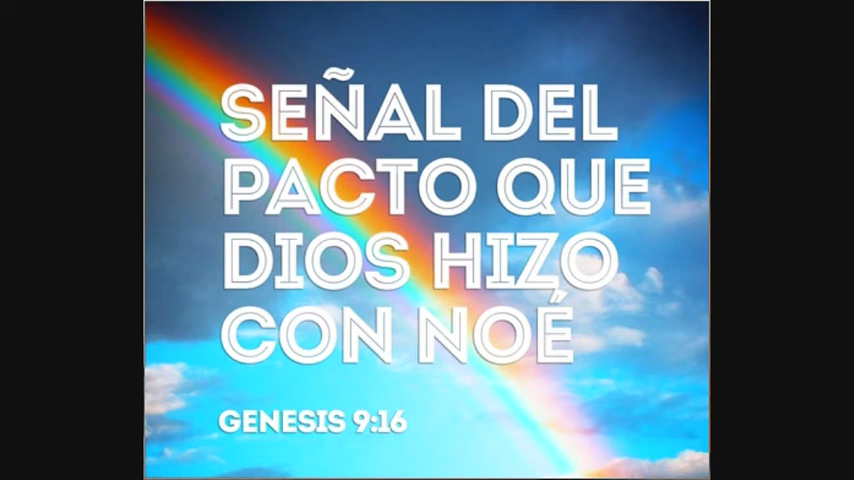 SEÑAL DEL
PACTO QUE
DIOS HIZO
CON NOÉ
GENESIS 9:16